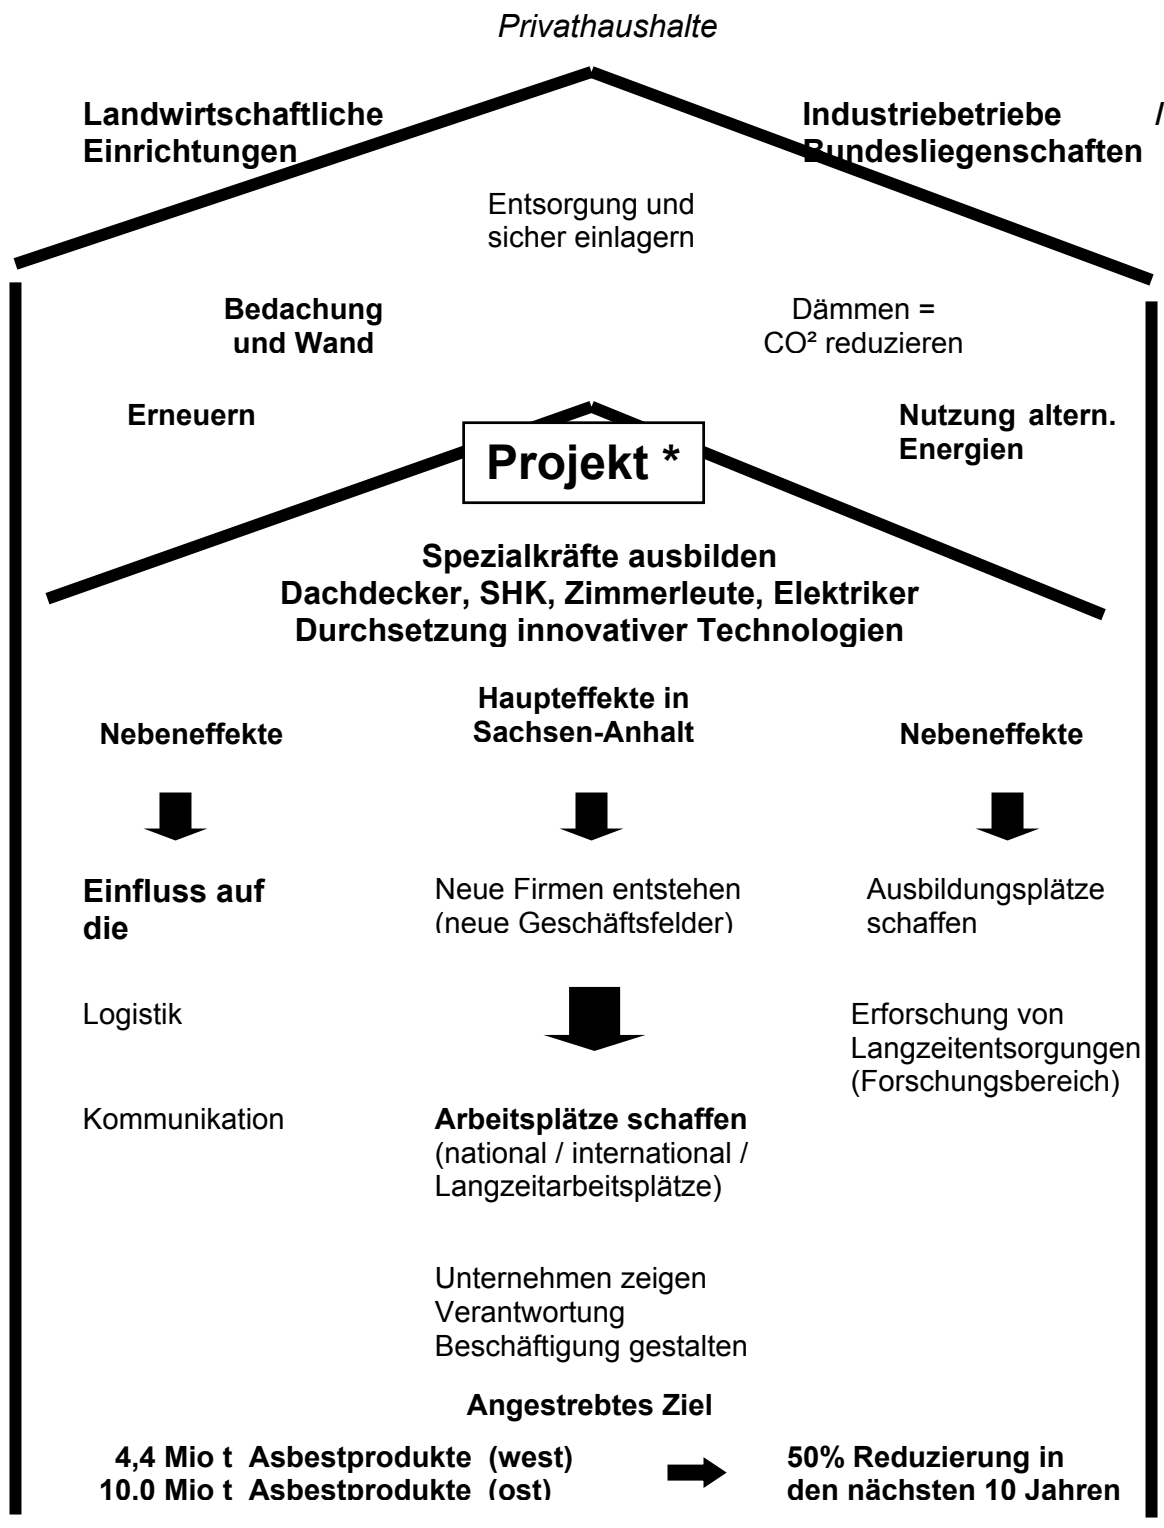 Privathaushalte
Landwirtschaftliche
Einrichtungen
Industriebetriebe /
Bundesliegenschaften
Entsorgung und
sicher einlagern
Bedachung
und Wand
Dämmen =
CO² reduzieren
Erneuern
Nutzung altern.
Energien
Projekt *
Spezialkräfte ausbilden
Dachdecker, SHK, Zimmerleute, Elektriker
Durchsetzung innovativer Technologien
Nebeneffekte
Haupteffekte in
Sachsen-Anhalt
Nebeneffekte
Einfluss auf
die
Neue Firmen entstehen
(neue Geschäftsfelder)
Ausbildungsplätze
schaffen
Logistik
Erforschung von
Langzeitentsorgungen
(Forschungsbereich)
Kommunikation
Arbeitsplätze schaffen
(national / international /
Langzeitarbeitsplätze)
Unternehmen zeigen
Verantwortung
Beschäftigung gestalten
Angestrebtes Ziel
4,4 Mio t Asbestprodukte (west)
10.0 Mio t Asbestprodukte (ost)
50% Reduzierung in
den nächsten 10 Jahren